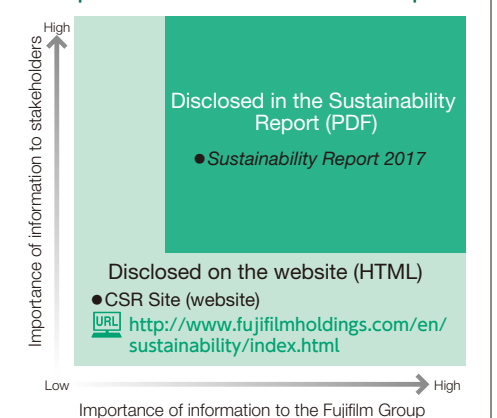 High
Importance of information to stakeholders
Disclosed in the Sustainability
Report (PDF)
●Sustainability Report 2017
Disclosed on the website (HTML)
●CSR Site (website)
URL http://www.fujifilmholdings.com/en/
sustainability/index.html
Low
High
Importance of information to the Fujifilm Group